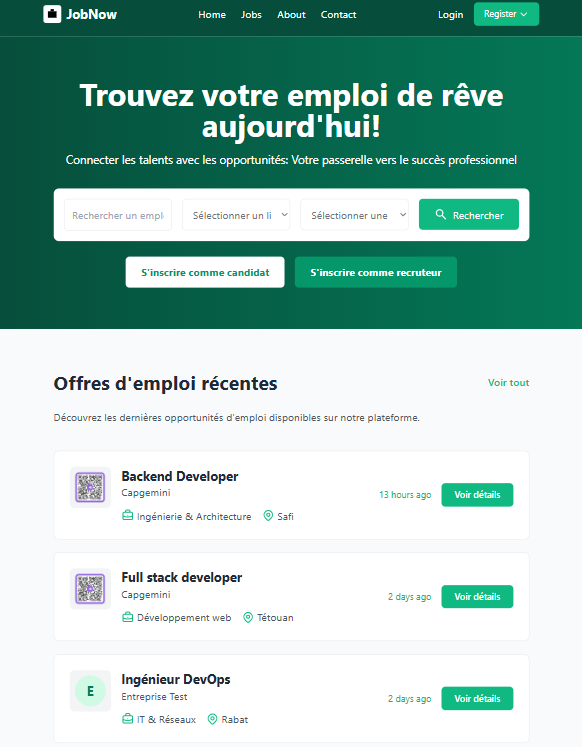 JobNow Home Jobs About Contact Login Register
Trouvez votre emploi de rêve
aujourd'hui!
Connecter les talents avec les opportunités: Votre passerelle vers le succès professionnel
Rechercher un emplo Sélectionner un li Sélectionner une Rechercher
S'inscrire comme candidat S'inscrire comme recruteur
Offres d'emploi récentes Voir tout
Découvrez les dernières opportunités d'emploi disponibles sur notre plateforme.
Backend Developer
Capgemini 13 hours ago Voir détails
Ingénierie & Architecture Safi
Full stack developer
Capgemini 2 days ago Voir détails
Développement web Tétouan
E Ingénieur DevOps
Entreprise Test 2 days ago Voir détails
IT & Réseaux Rabat